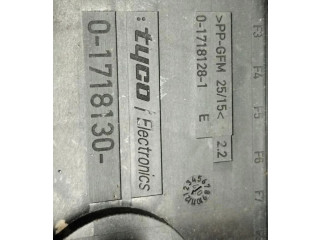 >PP-GFM 25/15< 2.2
0-1718128-1 E
tyco Electronics
0-1718130-
F3 F4 F5 F6 F7